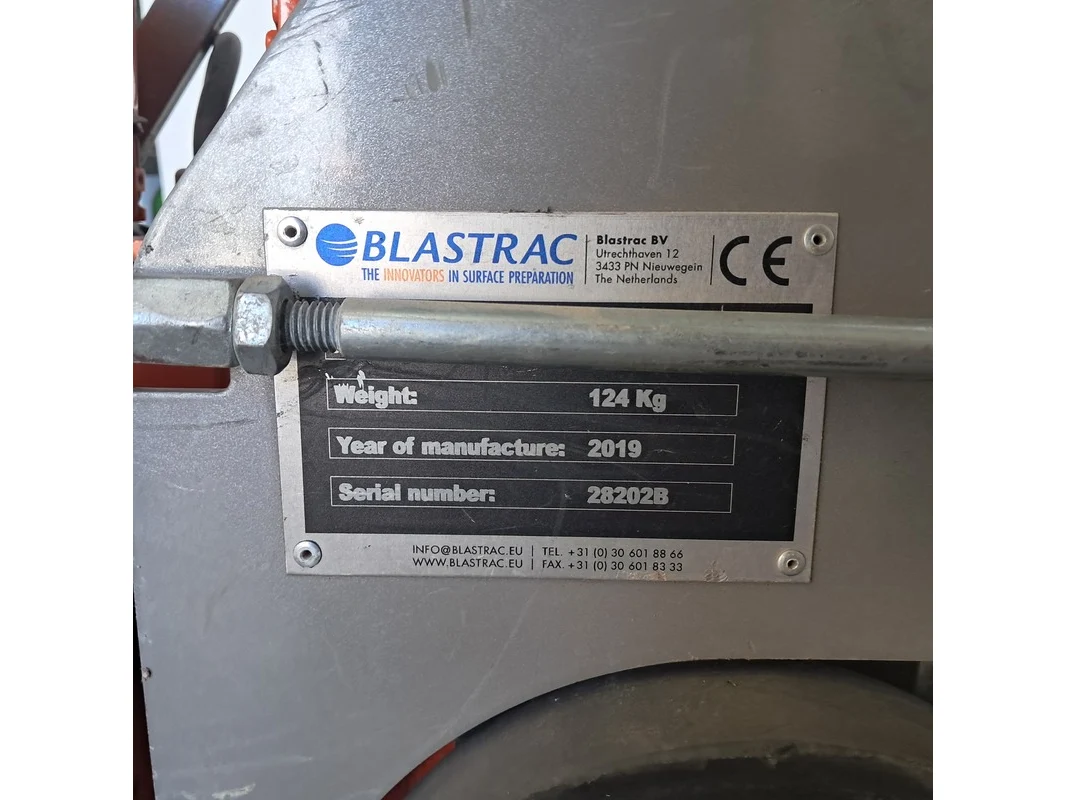 BLASTRAC
THE INNOVATORS IN SURFACE PREPARATION
Blastrac BV
Utrechthaven 12
3433 PN Nieuwegein
The Netherlands
CE
Weight: 124 Kg
Year of manufacture: 2019
Serial number: 28202B
INFO@BLASTRAC.EU | TEL. +31 (0) 30 601 88 66
WWW.BLASTRAC.EU | FAX. +31 (0) 30 601 83 33